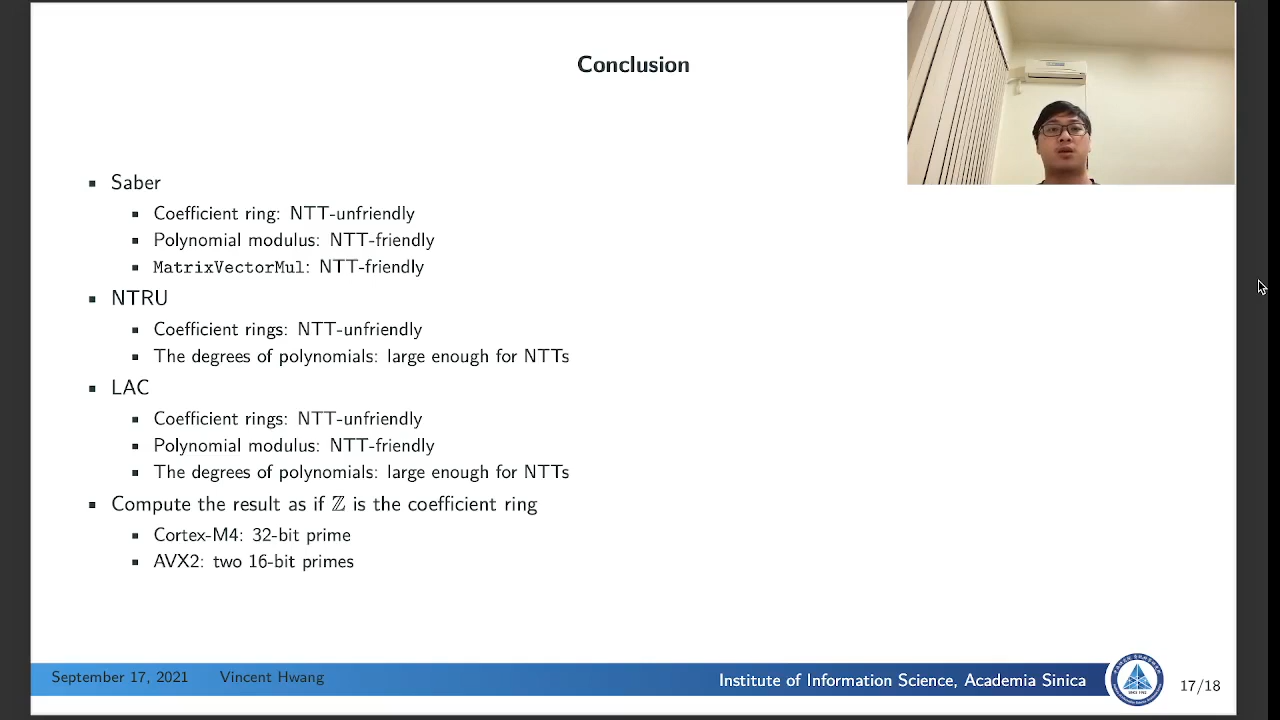 Conclusion
Saber
Coefficient ring: NTT-unfriendly
Polynomial modulus: NTT-friendly
MatrixVectorMul: NTT-friendly
NTRU
Coefficient rings: NTT-unfriendly
The degrees of polynomials: large enough for NTTs
LAC
Coefficient rings: NTT-unfriendly
Polynomial modulus: NTT-friendly
The degrees of polynomials: large enough for NTTs
Compute the result as if ℤ is the coefficient ring
Cortex-M4: 32-bit prime
AVX2: two 16-bit primes
September 17, 2021 Vincent Hwang Institute of Information Science, Academia Sinica 17/18